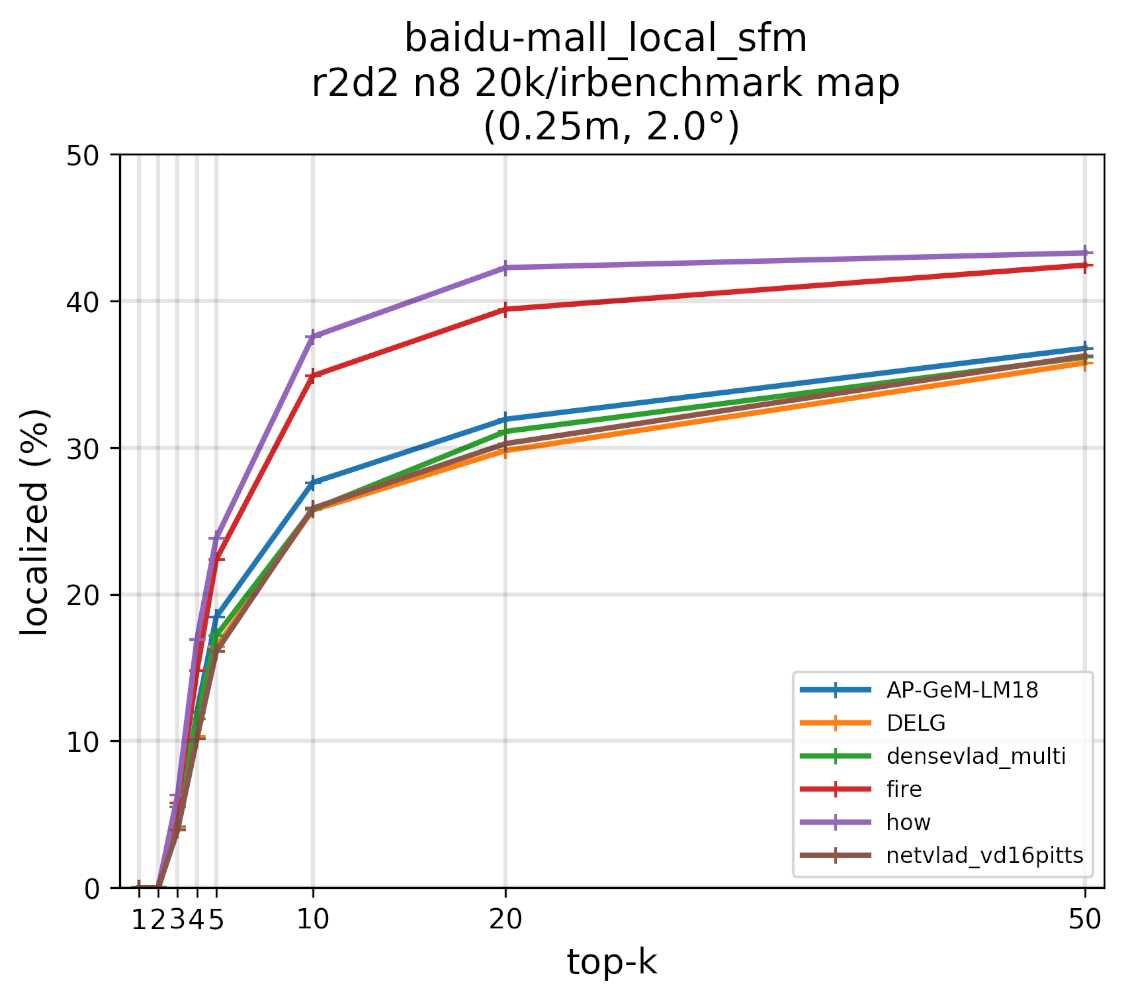 baidu-mall_local_sfm
r2d2 n8 20k/irbenchmark map
(0.25m, 2.0°)
50
40
30
20
10
0
localized (%)
1 2 3 4 5 10 20 50
top-k
AP-GeM-LM18
DELG
densevlad_multi
fire
how
netvlad_vd16pitts